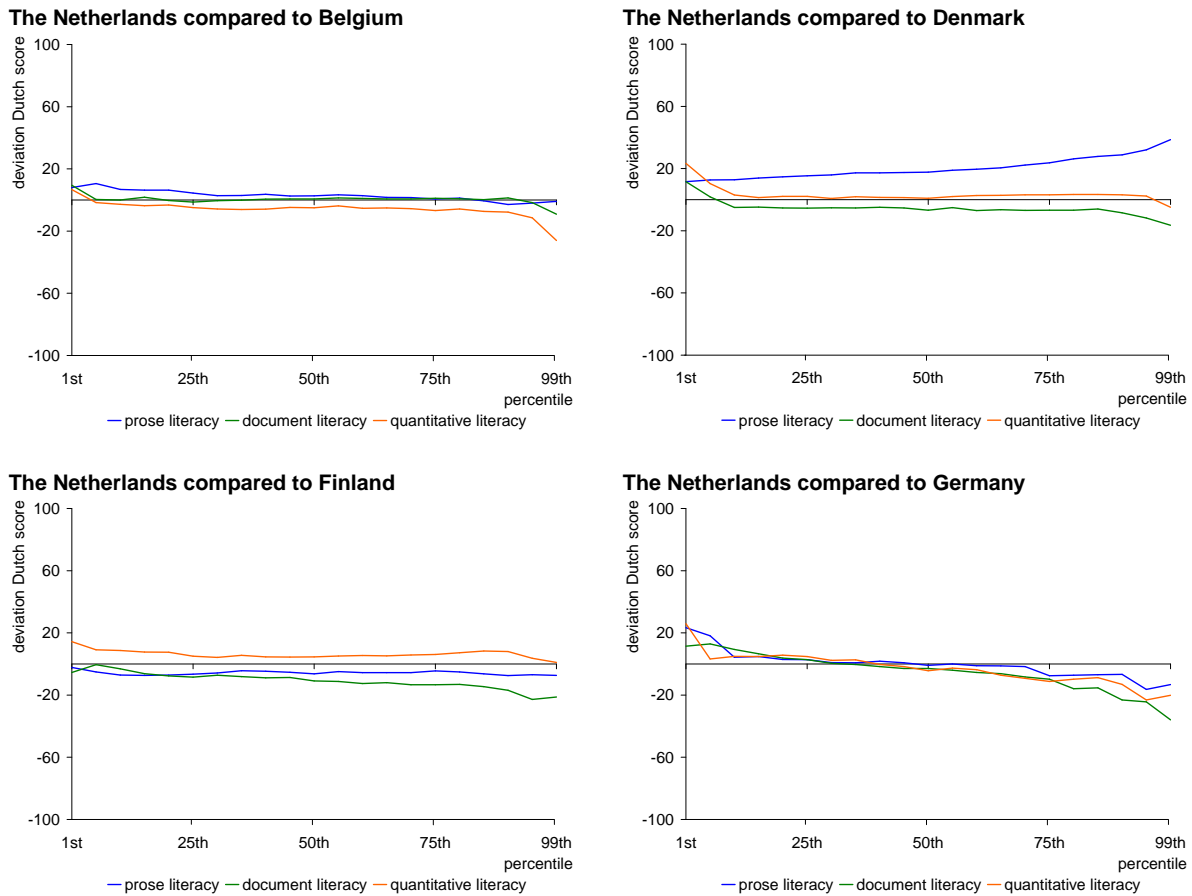 The Netherlands compared to Belgium
deviation Dutch score
100
60
20
-20
-60
-100
1st 25th 50th 75th 99th
percentile
prose literacy document literacy quantitative literacy
The Netherlands compared to Denmark
deviation Dutch score
100
60
20
-20
-60
-100
1st 25th 50th 75th 99th
percentile
prose literacy document literacy quantitative literacy
The Netherlands compared to Finland
deviation Dutch score
100
60
20
-20
-60
-100
1st 25th 50th 75th 99th
percentile
prose literacy document literacy quantitative literacy
The Netherlands compared to Germany
deviation Dutch score
100
60
20
-20
-60
-100
1st 25th 50th 75th 99th
percentile
prose literacy document literacy quantitative literacy